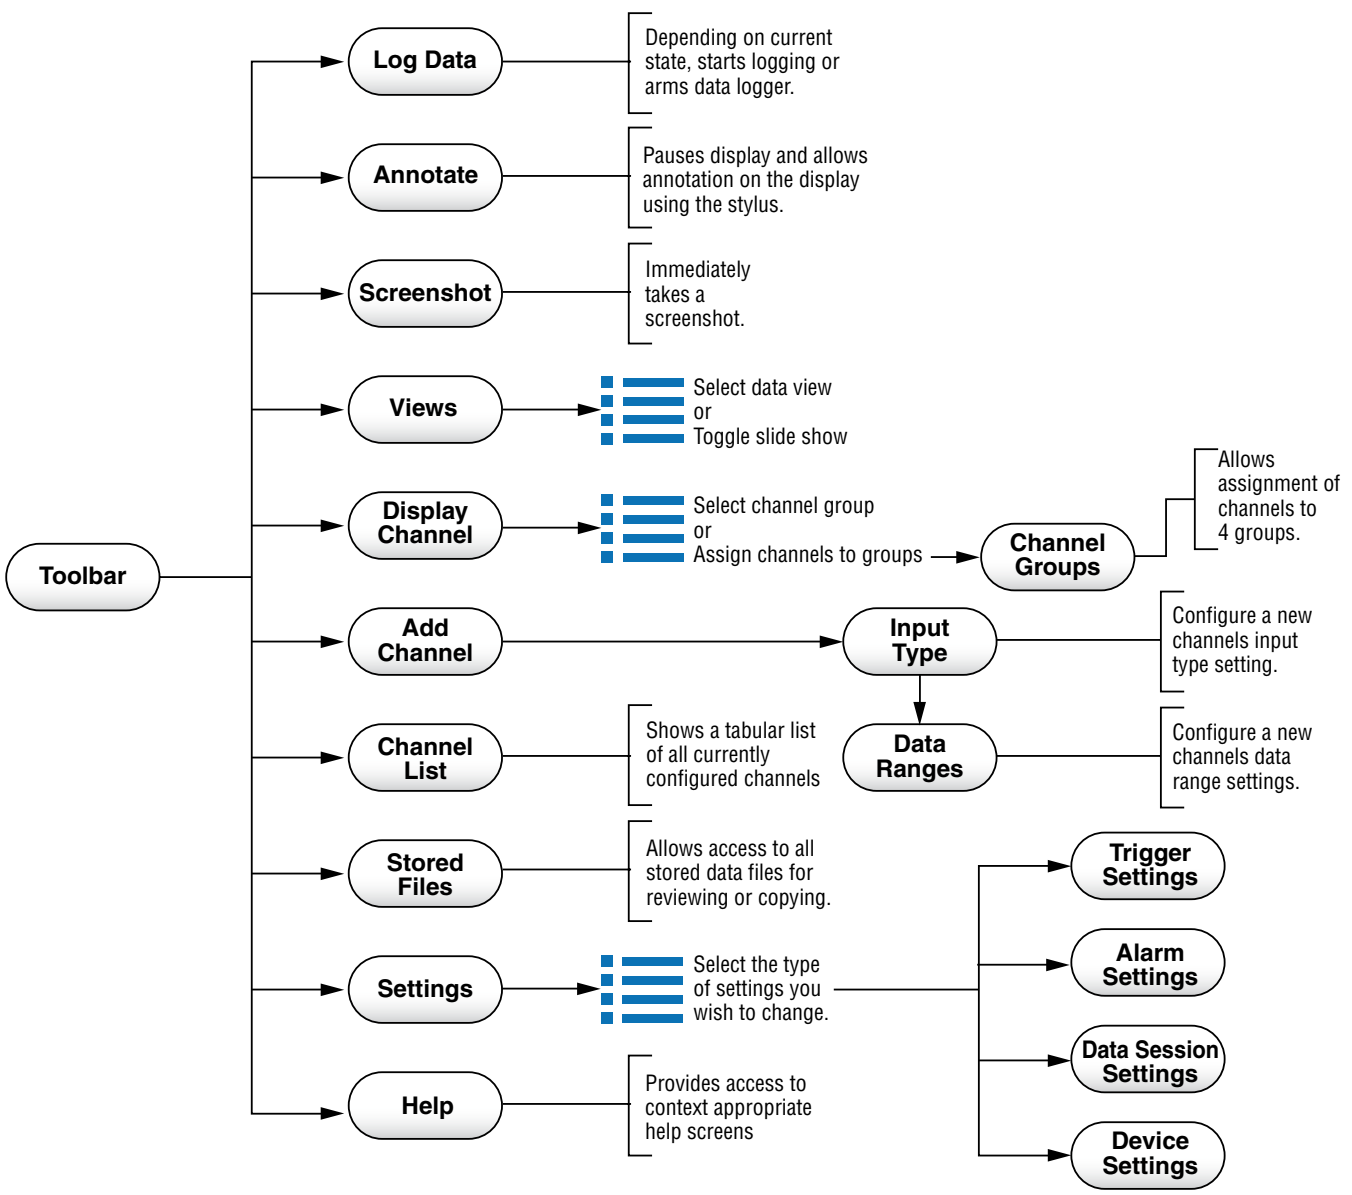 Log Data
Depending on current
state, starts logging or
arms data logger.
Annotate
Pauses display and allows
annotation on the display
using the stylus.
Screenshot
Immediately
takes a
screenshot.
Views
Select data view
or
Toggle slide show
Display
Channel
Select channel group
or
Assign channels to groups
Channel
Groups
Allows
assignment of
channels to
4 groups.
Toolbar
Add
Channel
Input
Type
Configure a new
channels input
type setting.
Channel
List
Shows a tabular list
of all currently
configured channels
Data
Ranges
Configure a new
channels data
range settings.
Stored
Files
Allows access to all
stored data files for
reviewing or copying.
Settings
Select the type
of settings you
wish to change.
Trigger
Settings
Alarm
Settings
Data Session
Settings
Device
Settings
Help
Provides access to
context appropriate
help screens